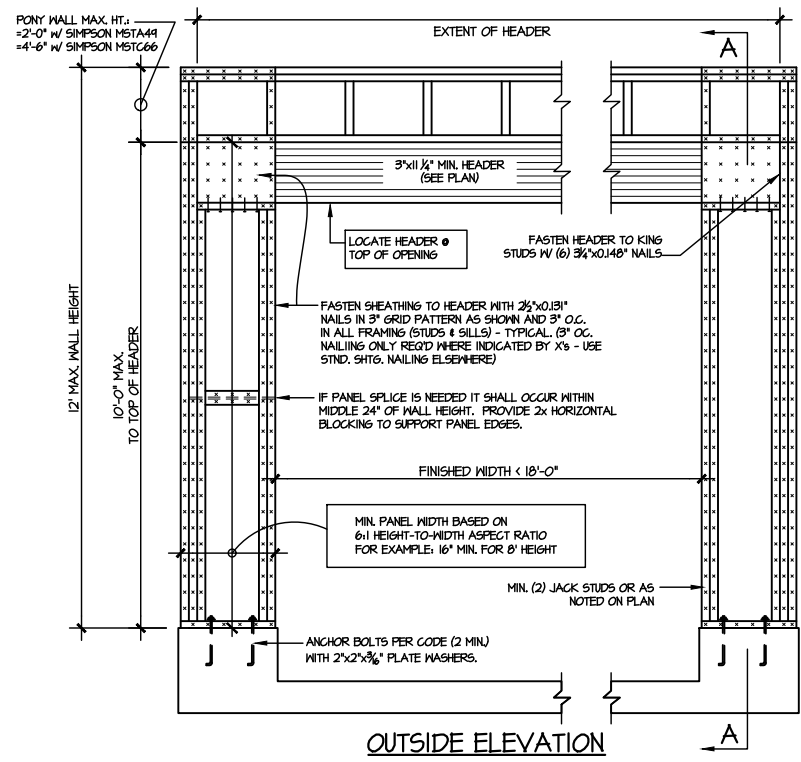 PONY WALL MAX. HT.:
=2'-0" W/ SIMPSON MSTA49
=4'-6" W/ SIMPSON MSTC66
EXTENT OF HEADER
A
3"x11 1/4" MIN. HEADER
(SEE PLAN)
LOCATE HEADER @
TOP OF OPENING
FASTEN HEADER TO KING
STUDS W/ (6) 3 1/4"x0.148" NAILS
FASTEN SHEATHING TO HEADER WITH 2 1/2"x0.131"
NAILS IN 3" GRID PATTERN AS SHOWN AND 3" O.C.
IN ALL FRAMING (STUDS & SILLS) - TYPICAL. (3" OC.
NAILIING ONLY REQ'D WHERE INDICATED BY X's - USE
STND. SHTG. NAILING ELSEWHERE)
12' MAX. WALL HEIGHT
10'-0" MAX.
TO TOP OF HEADER
IF PANEL SPLICE IS NEEDED IT SHALL OCCUR WITHIN
MIDDLE 24" OF WALL HEIGHT. PROVIDE 2x HORIZONTAL
BLOCKING TO SUPPORT PANEL EDGES.
FINISHED WIDTH < 18'-0"
MIN. PANEL WIDTH BASED ON
6:1 HEIGHT-TO-WIDTH ASPECT RATIO
FOR EXAMPLE: 16" MIN. FOR 8' HEIGHT
MIN. (2) JACK STUDS OR AS
NOTED ON PLAN
ANCHOR BOLTS PER CODE (2 MIN.)
WITH 2"x2"x3/16" PLATE WASHERS.
A
OUTSIDE ELEVATION